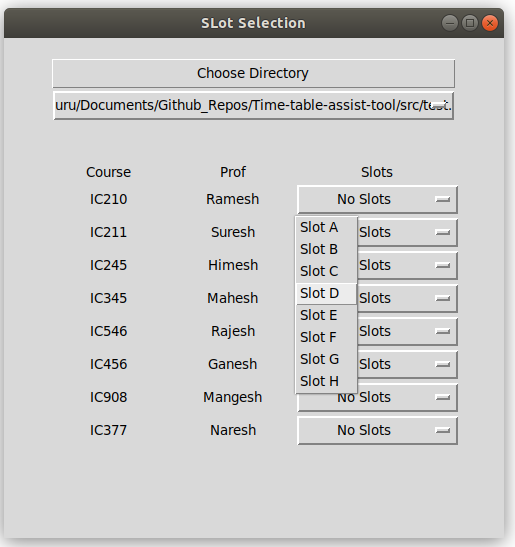 SLot Selection
Choose Directory
uru/Documents/Github_Repos/Time-table-assist-tool/src/test.
Course Prof Slots
IC210 Ramesh No Slots
IC211 Suresh Slots
IC245 Himesh Slots
IC345 Mahesh Slots
IC546 Rajesh Slots
IC456 Ganesh Slots
IC908 Mangesh No Slots
IC377 Naresh No Slots
Slot A
Slot B
Slot C
Slot D
Slot E
Slot F
Slot G
Slot H